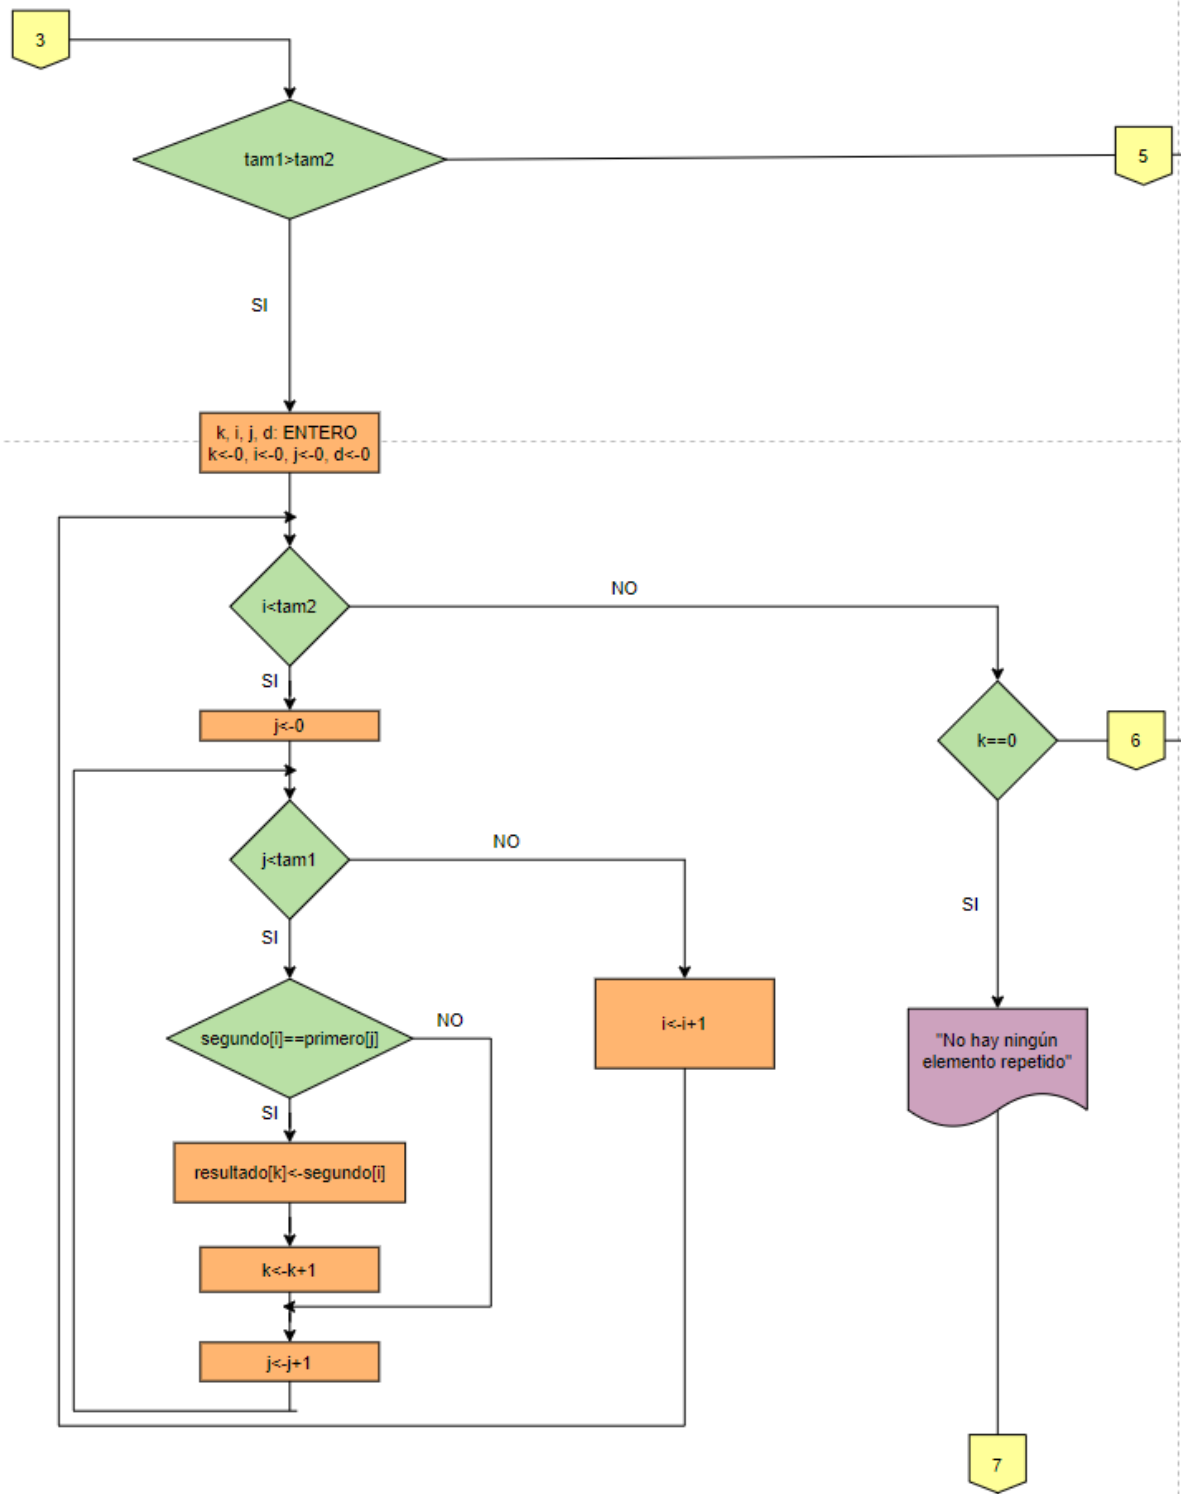 3
tam1>tam2
5
SI
k, i, j, d: ENTERO
k<-0, i<-0, j<-0, d<-0
i<tam2
NO
SI
j<-0
k==0
6
j<tam1
NO
SI
SI
segundo[i]==primero[j]
NO
i<-i+1
"No hay ningún
elemento repetido"
SI
resultado[k]<-segundo[i]
k<-k+1
j<-j+1
7